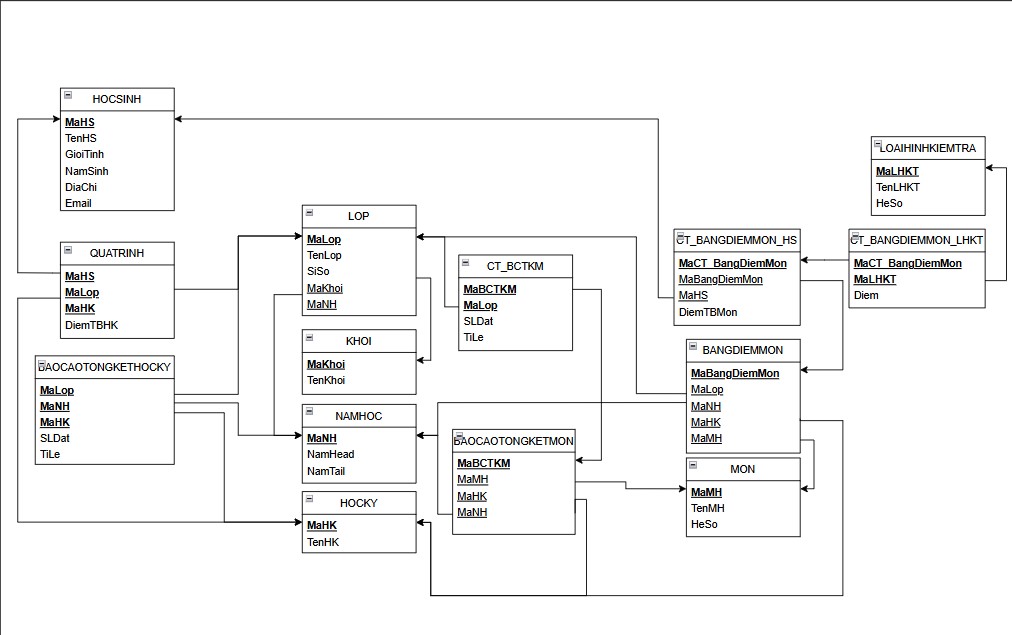 HOCSINH
MaHS
TenHS
GioiTinh
NamSinh
DiaChi
Email
QUATRINH
MaHS
MaLop
MaHK
DiemTBHK
BAOCAOTONGKETHOCKY
MaLop
MaNH
MaHK
SLDat
TiLe
LOP
MaLop
TenLop
SiSo
MaKhoi
MaNH
KHOI
MaKhoi
TenKhoi
NAMHOC
MaNH
NamHead
NamTail
HOCKY
MaHK
TenHK
CT_BCTKM
MaBCTKM
MaLop
SLDat
TiLe
BAOCAOTONGKETMON
MaBCTKM
MaMH
MaHK
MaNH
CT_BANGDIEMMON_HS
MaCT_BangDiemMon
MaBangDiemMon
MaHS
DiemTBMon
BANGDIEMMON
MaBangDiemMon
MaLop
MaNH
MaHK
MaMH
MON
MaMH
TenMH
HeSo
LOAIHINHKIEMTRA
MaLHKT
TenLHKT
HeSo
CT_BANGDIEMMON_LHKT
MaCT_BangDiemMon
MaLHKT
Diem